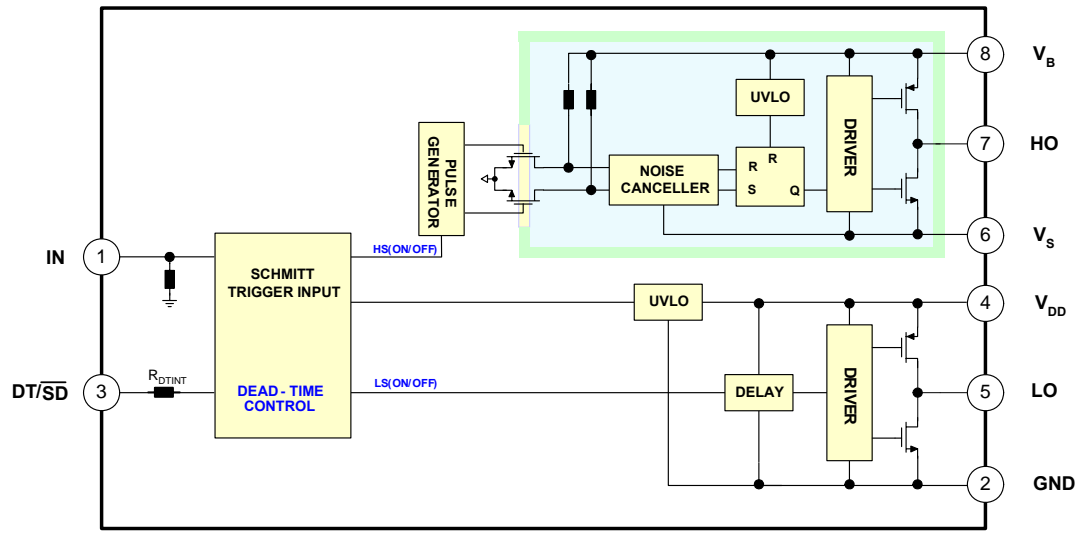 8
V_B
UVLO
DRIVER
PULSE
GENERATOR
7
HO
R
NOISE
CANCELLER
R
S
Q
6
V_S
HS(ON/OFF)
IN
1
SCHMITT
TRIGGER INPUT
UVLO
4
V_DD
DRIVER
R_DTINT
DT/S̅D̅
3
DEAD - TIME
CONTROL
LS(ON/OFF)
DELAY
5
LO
2
GND